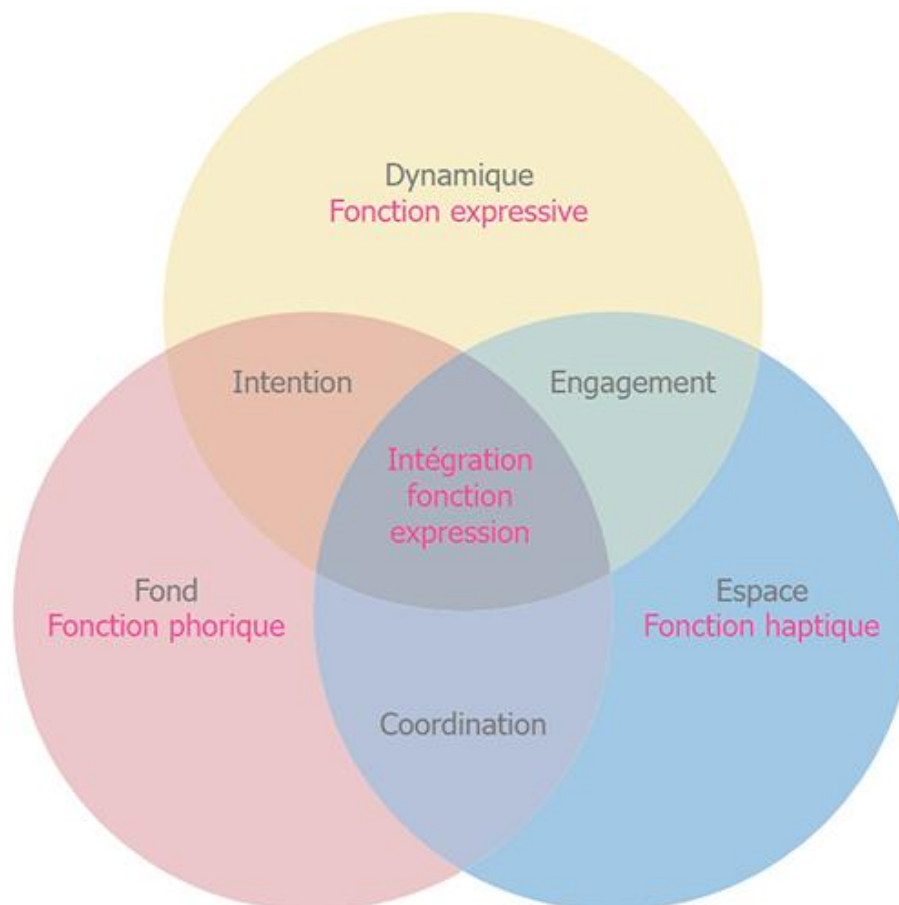 Dynamique
Fonction expressive
Intention
Engagement
Intégration
fonction
expression
Fond
Fonction phorique
Espace
Fonction haptique
Coordination